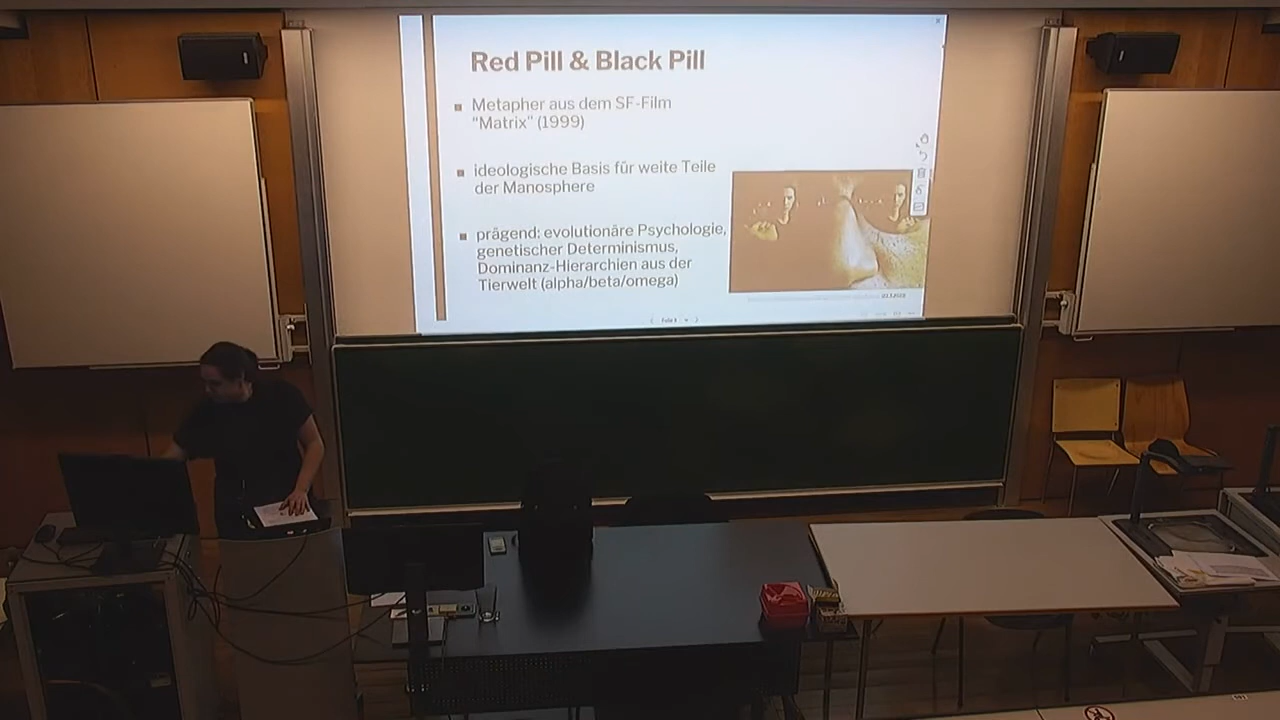 Red Pill & Black Pill
Metapher aus dem SF-Film
"Matrix" (1999)
ideologische Basis für weite Teile
der Manosphere
prägend: evolutionäre Psychologie,
genetischer Determinismus,
Dominanz-Hierarchien aus der
Tierwelt (alpha/beta/omega)